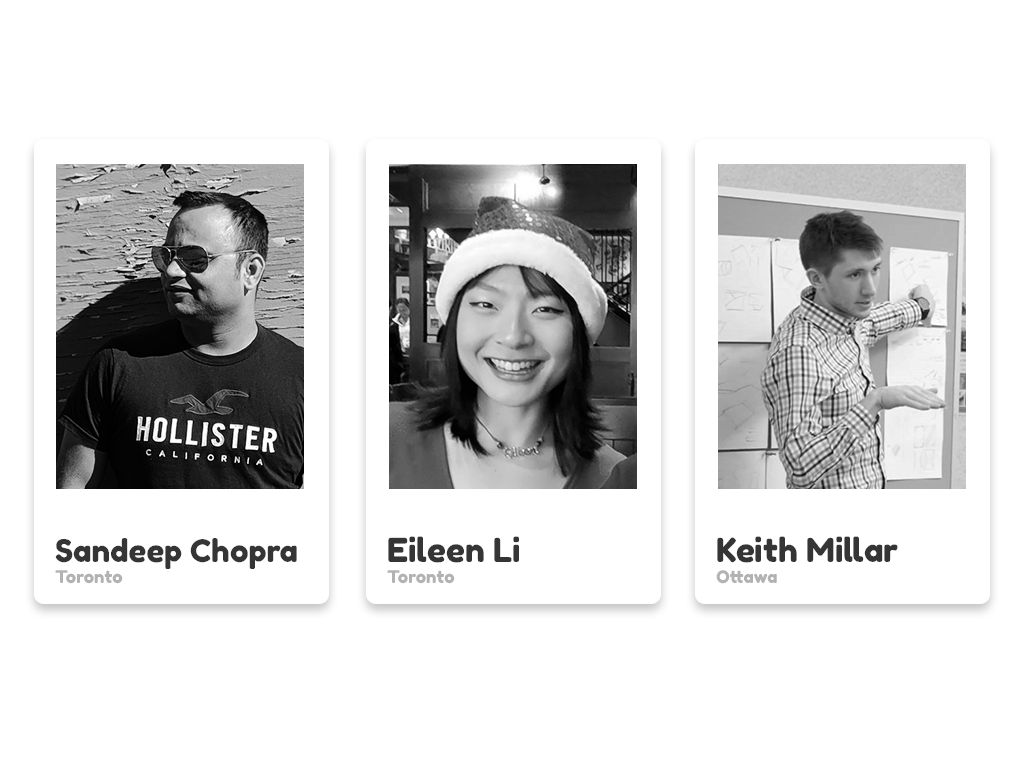 HOLLISTER
CALIFORNIA
Sandeep Chopra
Toronto
Eileen Li
Toronto
Keith Millar
Ottawa